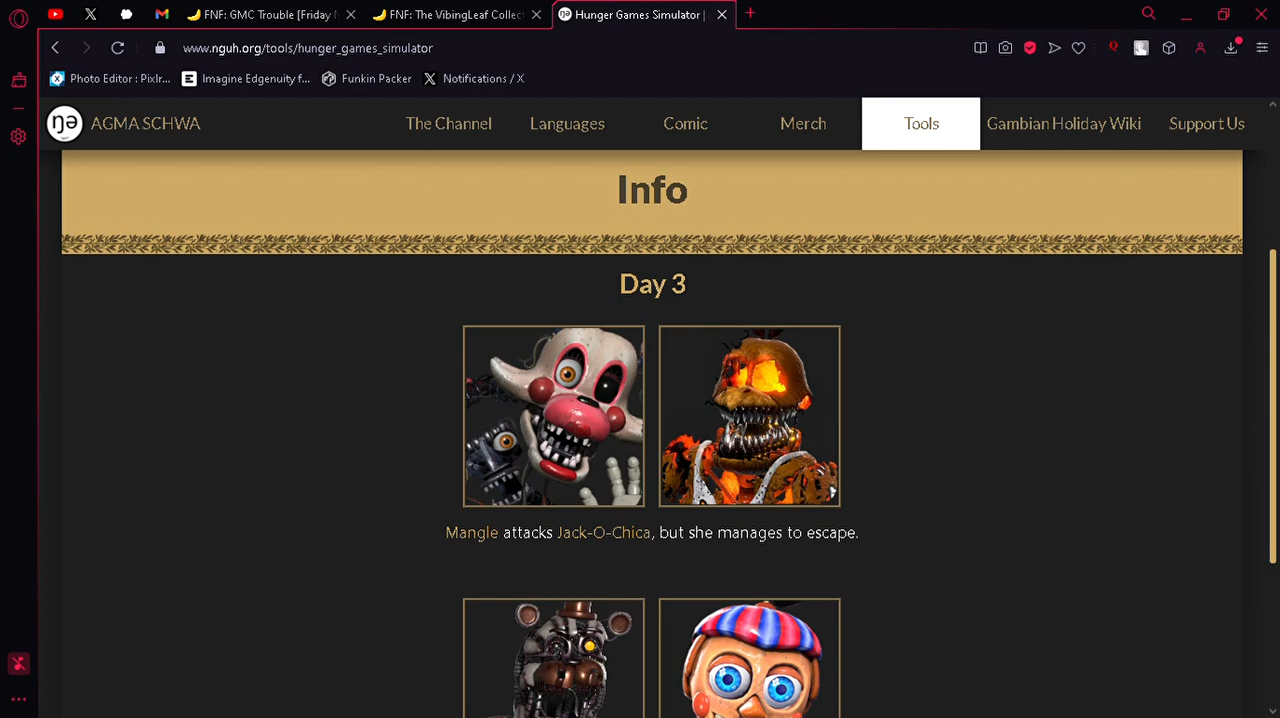 FNF: GMC Trouble [Friday N
FNF: The VibingLeaf Collect
Hunger Games Simulator |
www.nguh.org/tools/hunger_games_simulator
Photo Editor : Pixlr...
Imagine Edgenuity f...
Funkin Packer
Notifications / X
ŋə
AGMA SCHWA
The Channel
Languages
Comic
Merch
Tools
Gambian Holiday Wiki
Support Us
Info
Day 3
Mangle attacks Jack-O-Chica, but she manages to escape.